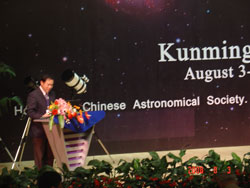 Kunming
August 3-
Chinese Astronomical Society.